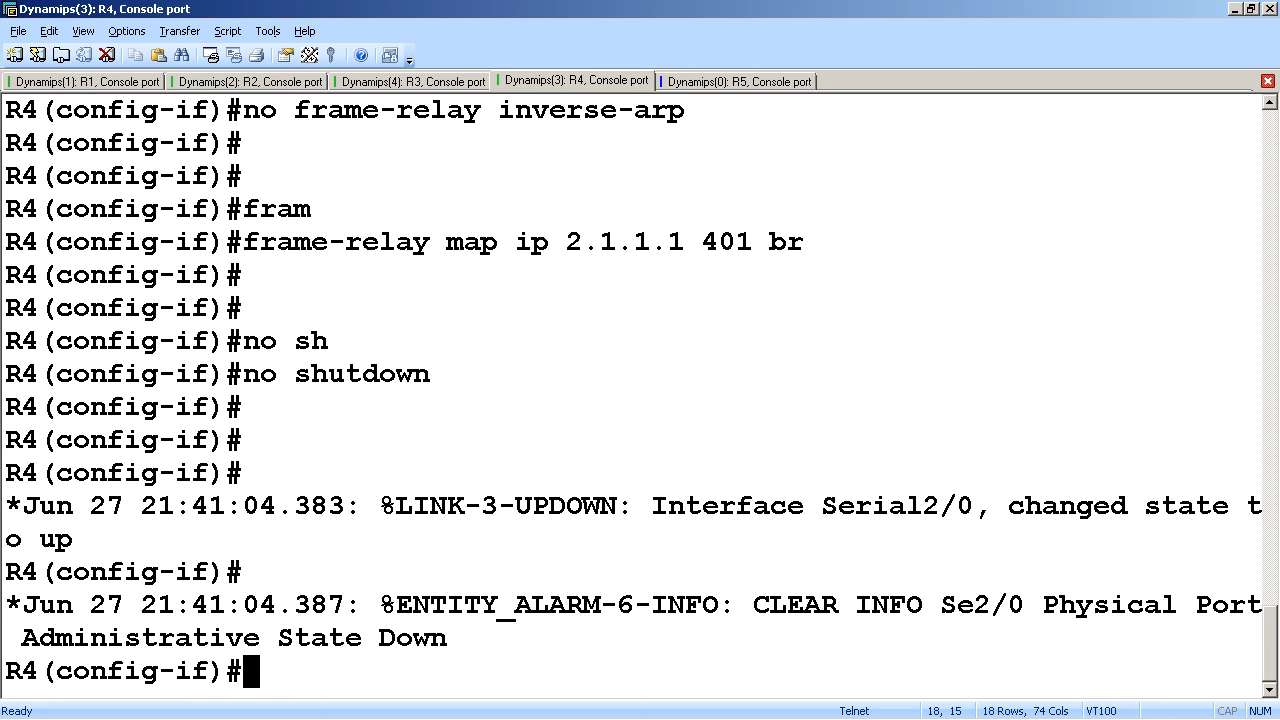 Dynamips(3): R4, Console port
File Edit View Options Transfer Script Tools Help
Dynamips(1): R1, Console port Dynamips(2): R2, Console port Dynamips(4): R3, Console port Dynamips(3): R4, Console port Dynamips(0): R5, Console port
R4(config-if)#no frame-relay inverse-arp
R4(config-if)#
R4(config-if)#
R4(config-if)#fram
R4(config-if)#frame-relay map ip 2.1.1.1 401 br
R4(config-if)#
R4(config-if)#
R4(config-if)#no sh
R4(config-if)#no shutdown
R4(config-if)#
R4(config-if)#
R4(config-if)#
*Jun 27 21:41:04.383: %LINK-3-UPDOWN: Interface Serial2/0, changed state t
o up
R4(config-if)#
*Jun 27 21:41:04.387: %ENTITY_ALARM-6-INFO: CLEAR INFO Se2/0 Physical Port
 Administrative State Down
R4(config-if)#
Ready Telnet 18, 15 18 Rows, 74 Cols VT100 CAP NUM